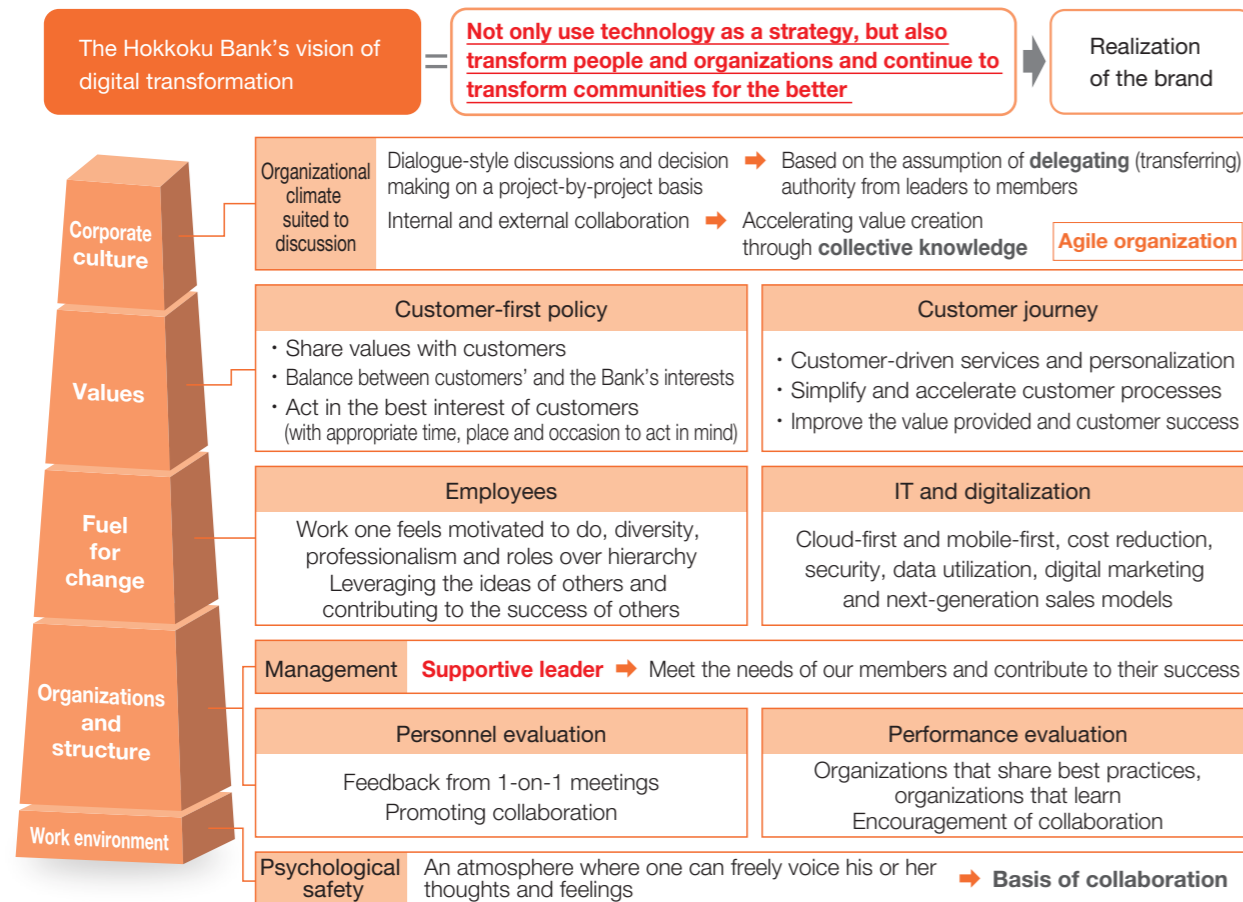 The Hokkoku Bank's vision of
digital transformation
=
Not only use technology as a strategy, but also
transform people and organizations and continue to
transform communities for the better
Realization
of the brand
Corporate
culture
Organizational
climate
suited to
discussion
Dialogue-style discussions and decision
making on a project-by-project basis
Based on the assumption of delegating (transferring)
authority from leaders to members
Internal and external collaboration
Accelerating value creation
through collective knowledge
Agile organization
Values
Customer-first policy
・Share values with customers
・Balance between customers' and the Bank's interests
・Act in the best interest of customers
(with appropriate time, place and occasion to act in mind)
Customer journey
・Customer-driven services and personalization
・Simplify and accelerate customer processes
・Improve the value provided and customer success
Fuel
for
change
Employees
Work one feels motivated to do, diversity,
professionalism and roles over hierarchy
Leveraging the ideas of others and
contributing to the success of others
IT and digitalization
Cloud-first and mobile-first, cost reduction,
security, data utilization, digital marketing
and next-generation sales models
Organizations
and
structure
Management
Supportive leader
Meet the needs of our members and contribute to their success
Personnel evaluation
Feedback from 1-on-1 meetings
Promoting collaboration
Performance evaluation
Organizations that share best practices,
organizations that learn
Encouragement of collaboration
Work environment
Psychological
safety
An atmosphere where one can freely voice his or her
thoughts and feelings
Basis of collaboration